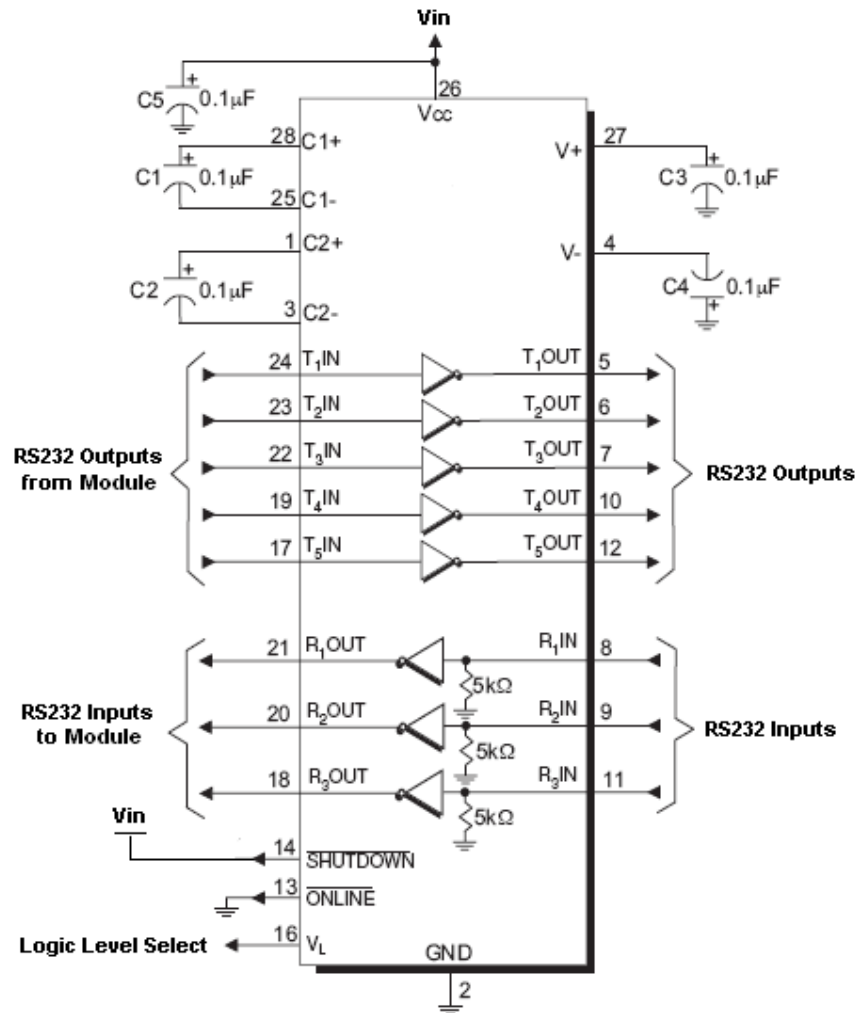 Vin
26
Vcc
C5 + 0.1µF
28 C1+
C1 + 0.1µF
25 C1-
1 C2+
C2 + 0.1µF
3 C2-
V+ 27
C3 + 0.1µF
V- 4
C4 0.1µF +
24 T1IN T1OUT 5
23 T2IN T2OUT 6
22 T3IN T3OUT 7
19 T4IN T4OUT 10
17 T5IN T5OUT 12
RS232 Outputs
from Module
RS232 Outputs
21 R1OUT R1IN 8
5kΩ
20 R2OUT R2IN 9
5kΩ
18 R3OUT R3IN 11
5kΩ
RS232 Inputs
to Module
RS232 Inputs
Vin
14 SHUTDOWN
13 ONLINE
Logic Level Select 16 VL
GND
2